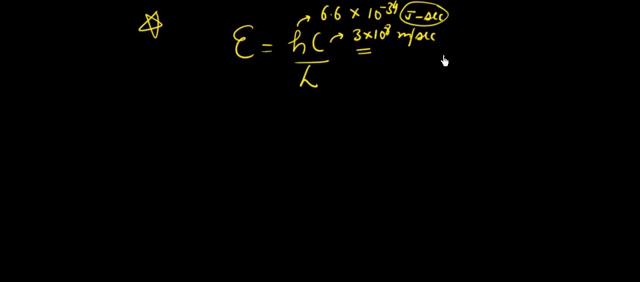 → 6.6 × 10⁻³⁴ J-sec
E = hc → 3 × 10⁸ m/sec
λ